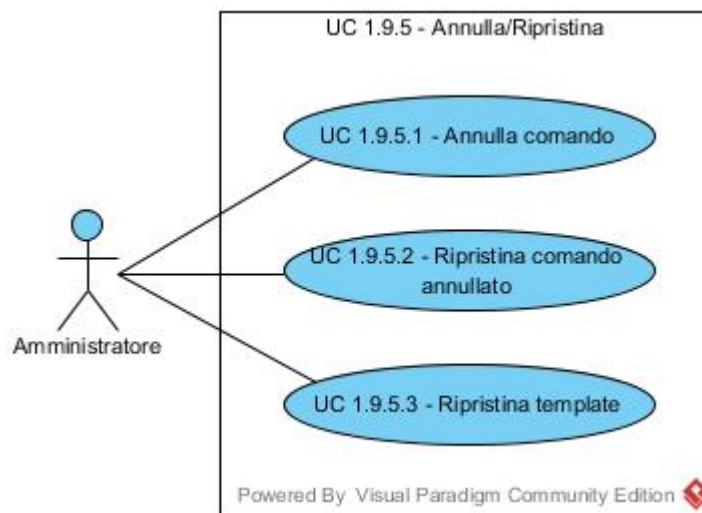 UC 1.9.5 - Annulla/Ripristina
UC 1.9.5.1 - Annulla comando
UC 1.9.5.2 - Ripristina comando
annullato
Amministratore
UC 1.9.5.3 - Ripristina template
Powered By Visual Paradigm Community Edition